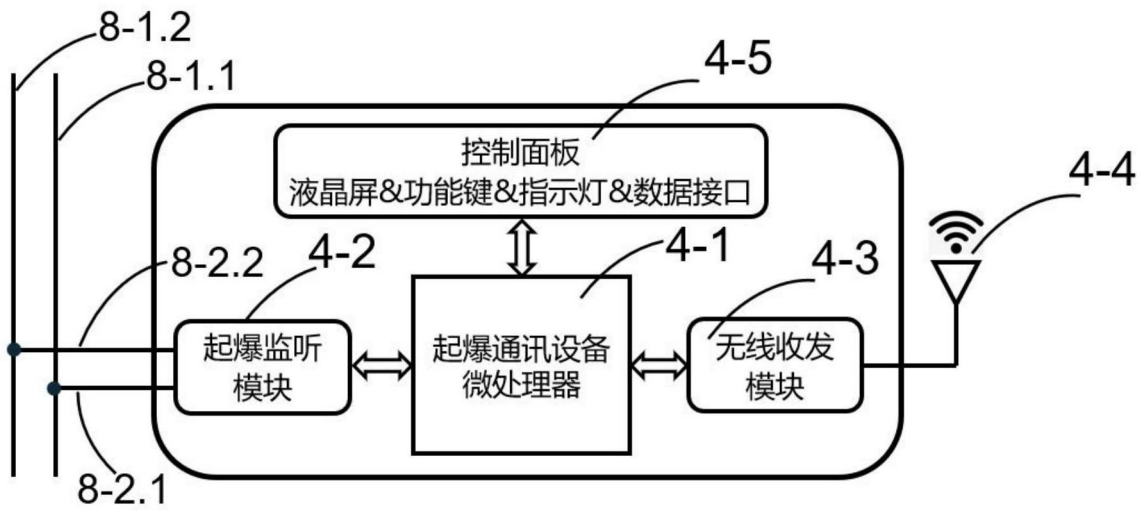 8-1.2
8-1.1
4-5
控制面板
液晶屏&功能键&指示灯&数据接口
4-4
8-2.2
4-2
4-1
4-3
起爆监听
模块
起爆通讯设备
微处理器
无线收发
模块
8-2.1